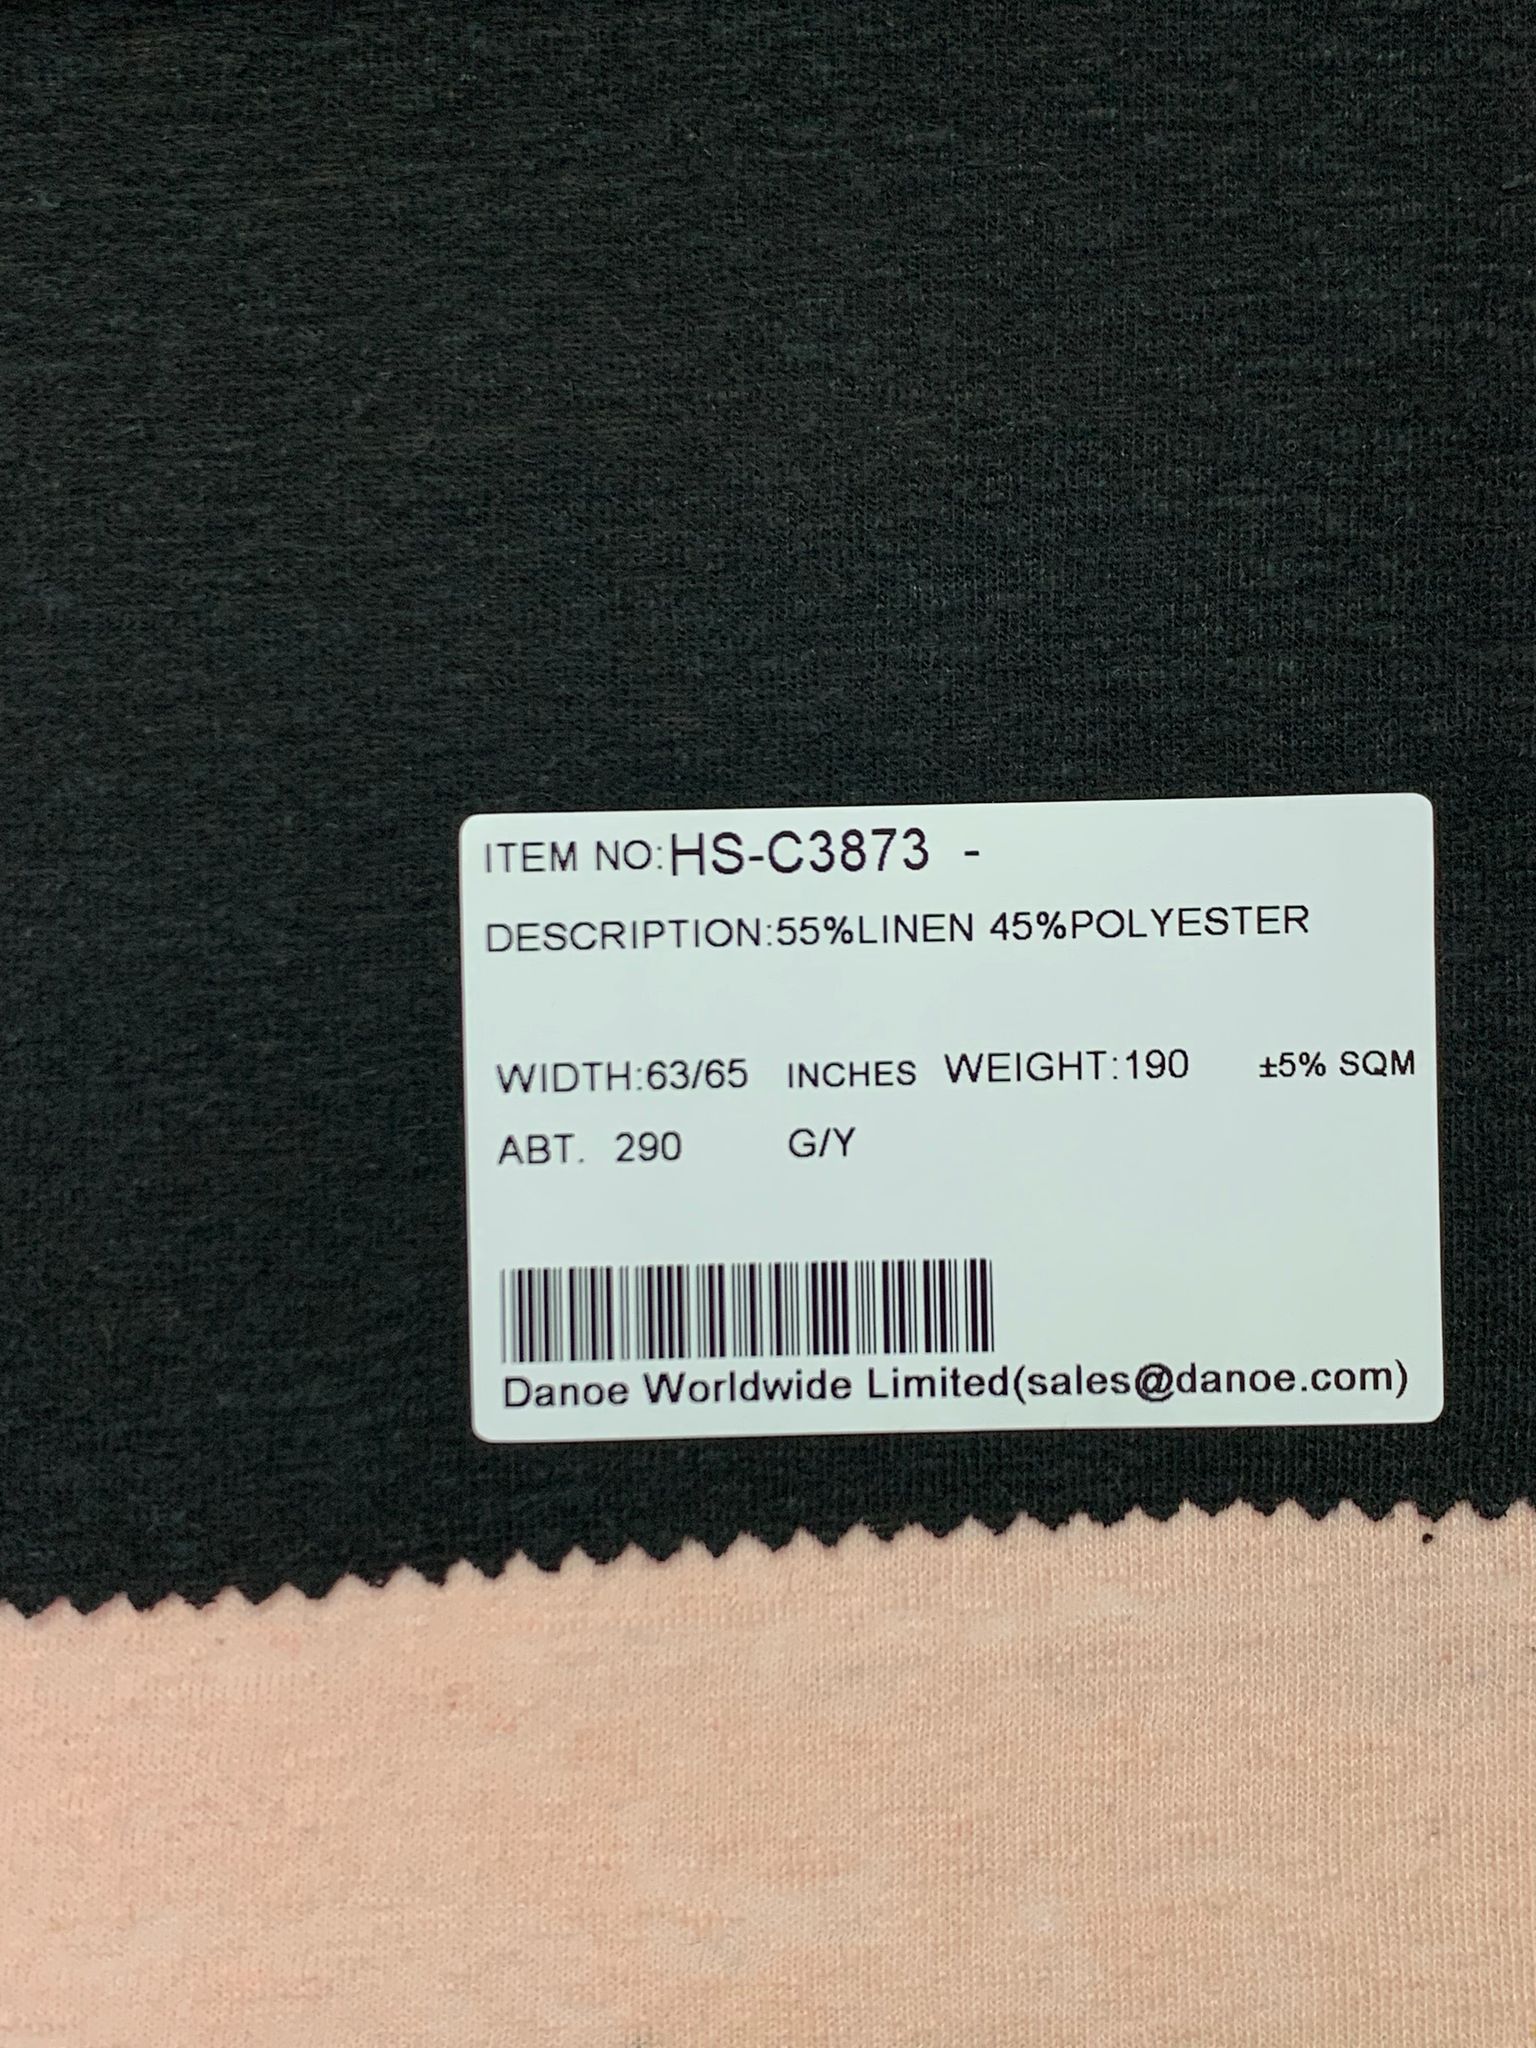 ITEM NO:HS-C3873 -
DESCRIPTION:55%LINEN 45%POLYESTER
WIDTH:63/65 INCHES WEIGHT:190 ±5% SQM
ABT. 290 G/Y
Danoe Worldwide Limited(sales@danoe.com)